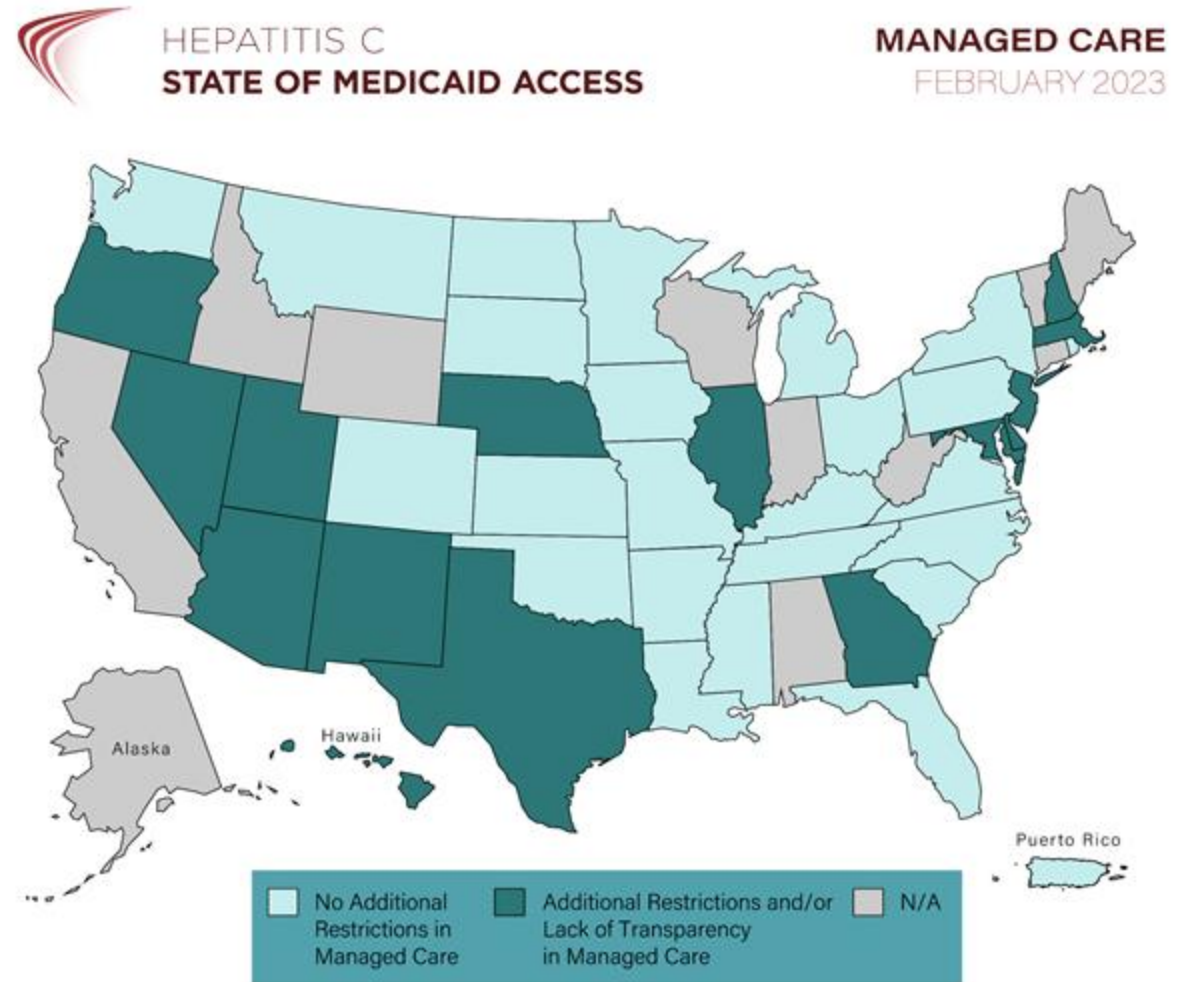 HEPATITIS C
STATE OF MEDICAID ACCESS
MANAGED CARE
FEBRUARY 2023
Alaska
Hawaii
Puerto Rico
No Additional
Restrictions in
Managed Care
Additional Restrictions and/or
Lack of Transparency
in Managed Care
N/A